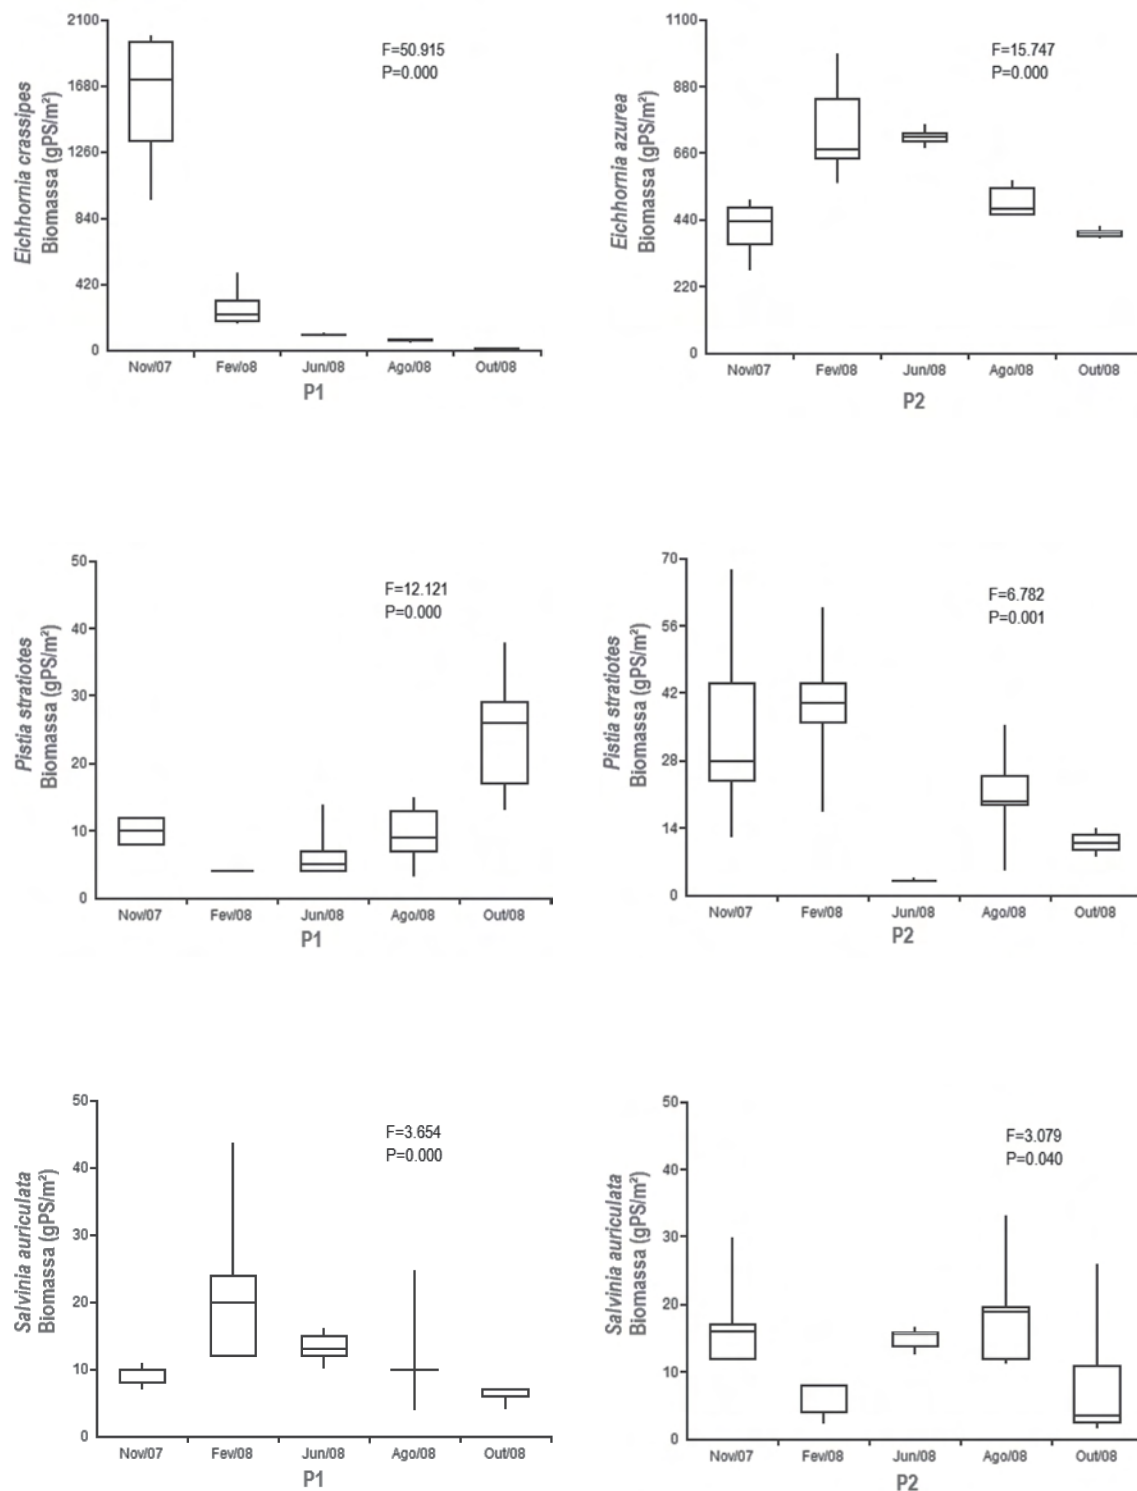 Eichhornia crassipes
Biomassa (gPS/m²)
2100
1680
1260
840
420
0
F=50.915
P=0.000
Nov/07 Fev/o8 Jun/08 Ago/08 Out/08
P1
Eichhornia azurea
Biomassa (gPS/m²)
1100
880
660
440
220
0
F=15.747
P=0.000
Nov/07 Fev/08 Jun/08 Ago/08 Out/08
P2
Pistia stratiotes
Biomassa (gPS/m²)
50
40
30
20
10
0
F=12.121
P=0.000
Nov/07 Fev/08 Jun/08 Ago/08 Out/08
P1
Pistia stratiotes
Biomassa (gPS/m²)
70
56
42
28
14
0
F=6.782
P=0.001
Nov/07 Fev/08 Jun/08 Ago/08 Out/08
P2
Salvinia auriculata
Biomassa (gPS/m²)
50
40
30
20
10
0
F=3.654
P=0.000
Nov/07 Fev/08 Jun/08 Ago/08 Out/08
P1
Salvinia auriculata
Biomassa (gPS/m²)
50
40
30
20
10
0
F=3.079
P=0.040
Nov/07 Fev/08 Jun/08 Ago/08 Out/08
P2